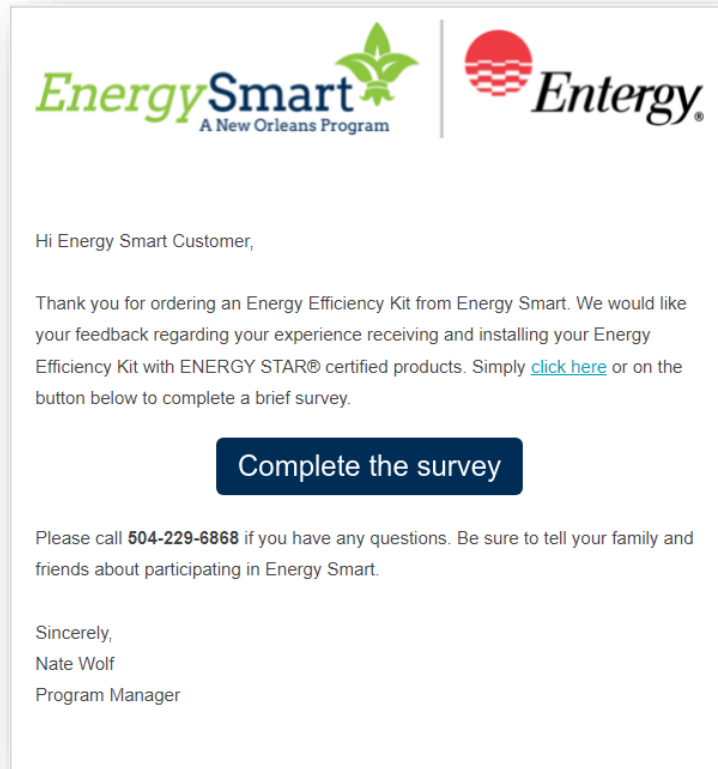 EnergySmart
A New Orleans Program
Entergy®
Hi Energy Smart Customer,
Thank you for ordering an Energy Efficiency Kit from Energy Smart. We would like
your feedback regarding your experience receiving and installing your Energy
Efficiency Kit with ENERGY STAR® certified products. Simply click here or on the
button below to complete a brief survey.
Complete the survey
Please call 504-229-6868 if you have any questions. Be sure to tell your family and
friends about participating in Energy Smart.
Sincerely,
Nate Wolf
Program Manager